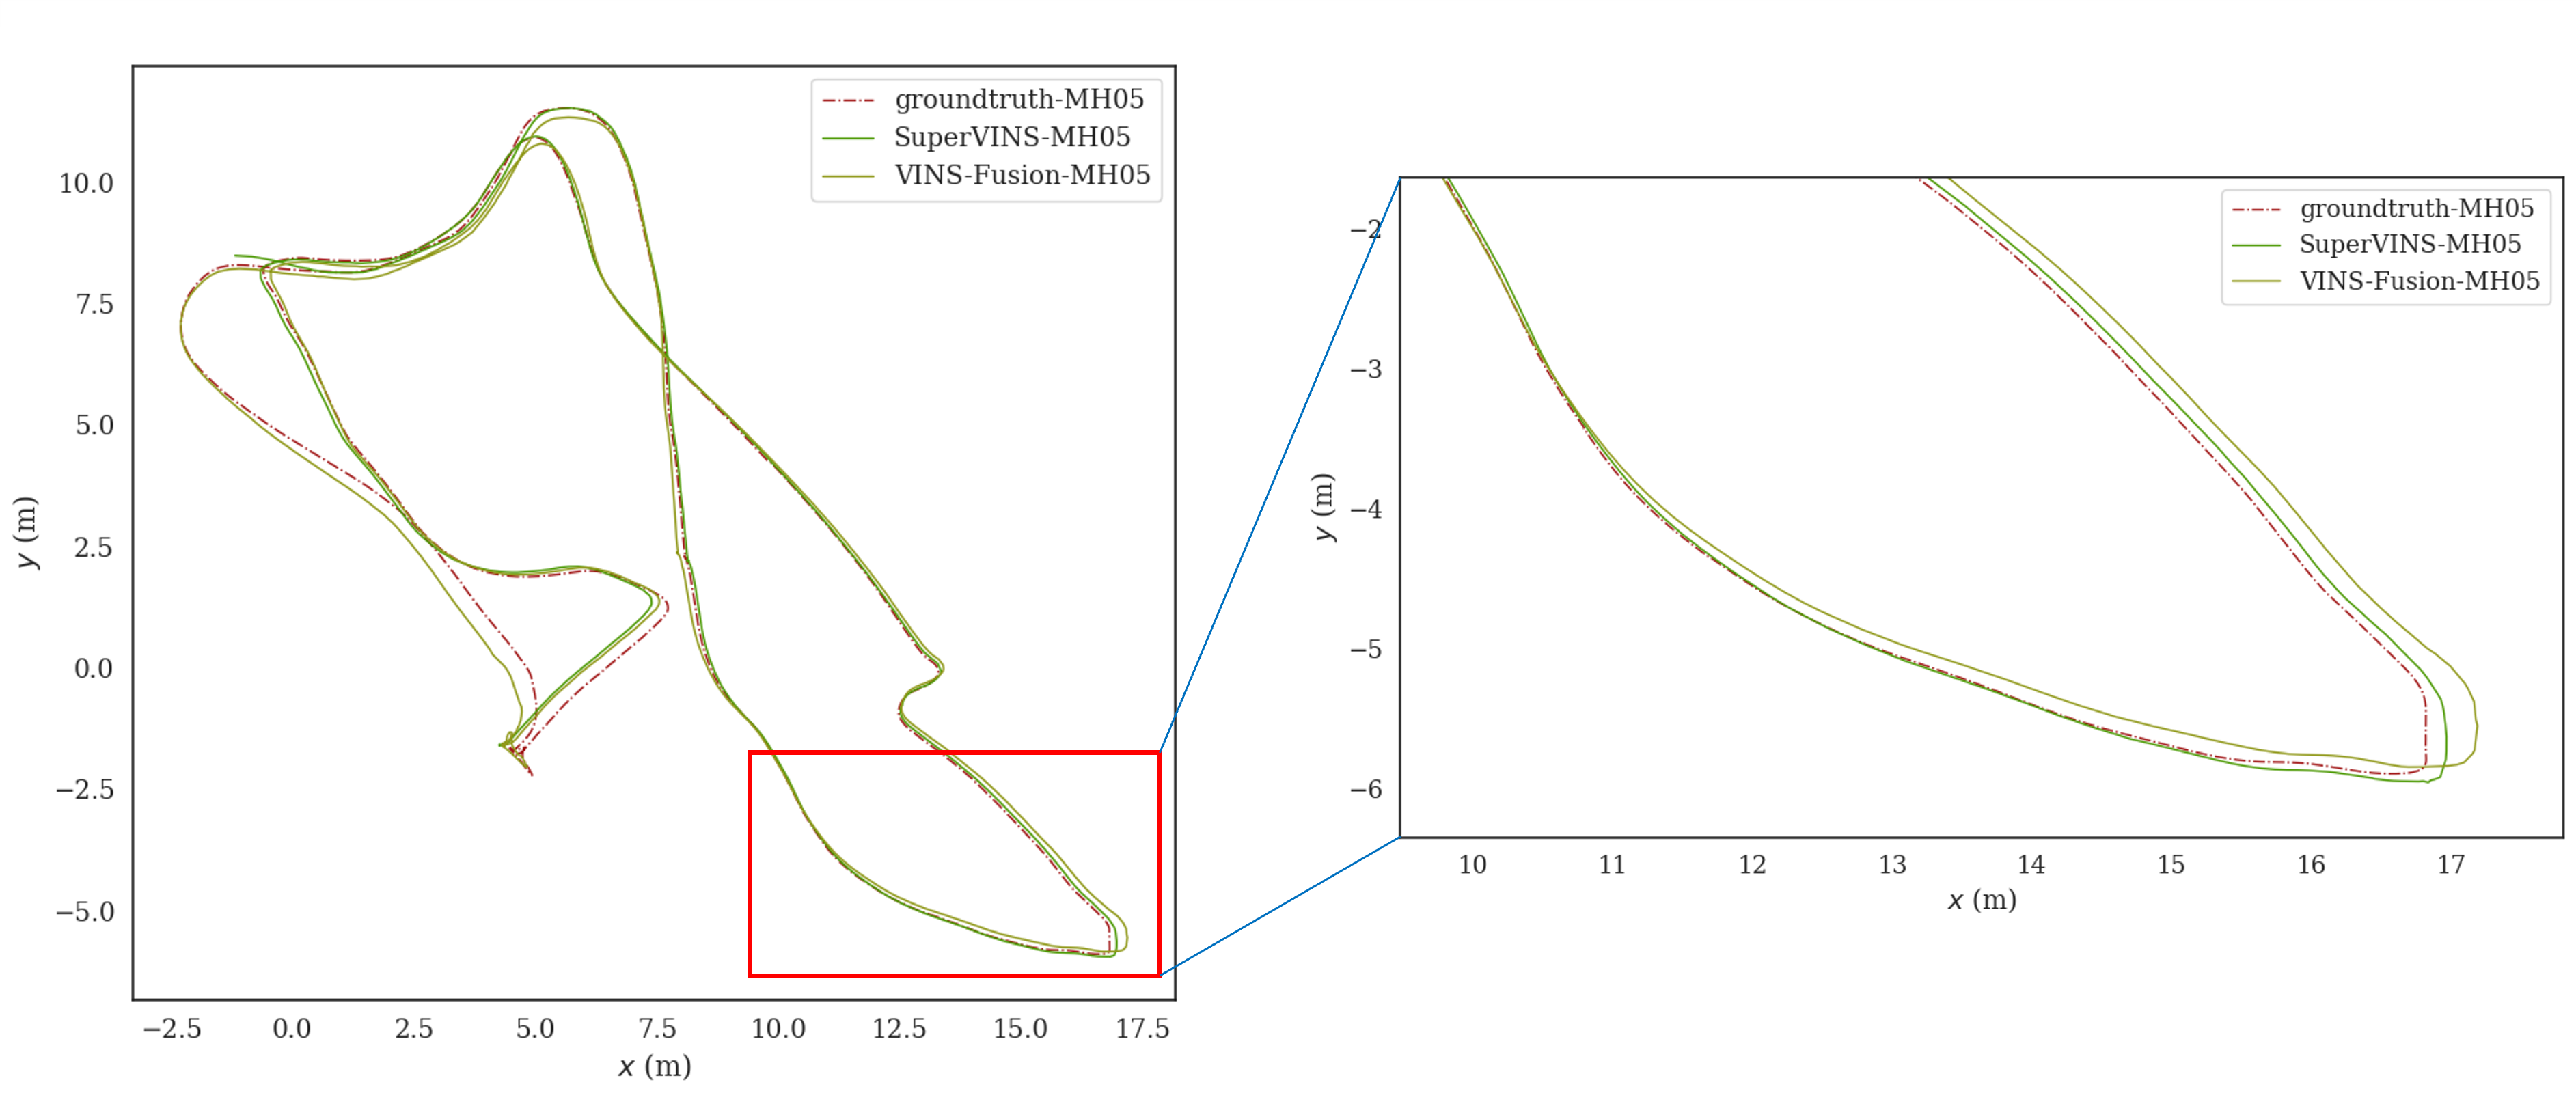 groundtruth-MH05
SuperVINS-MH05
VINS-Fusion-MH05
10.0
7.5
5.0
2.5
0.0
−2.5
−5.0
y (m)
−2.5 0.0 2.5 5.0 7.5 10.0 12.5 15.0 17.5
x (m)
groundtruth-MH05
SuperVINS-MH05
VINS-Fusion-MH05
−2
−3
−4
−5
−6
y (m)
10 11 12 13 14 15 16 17
x (m)